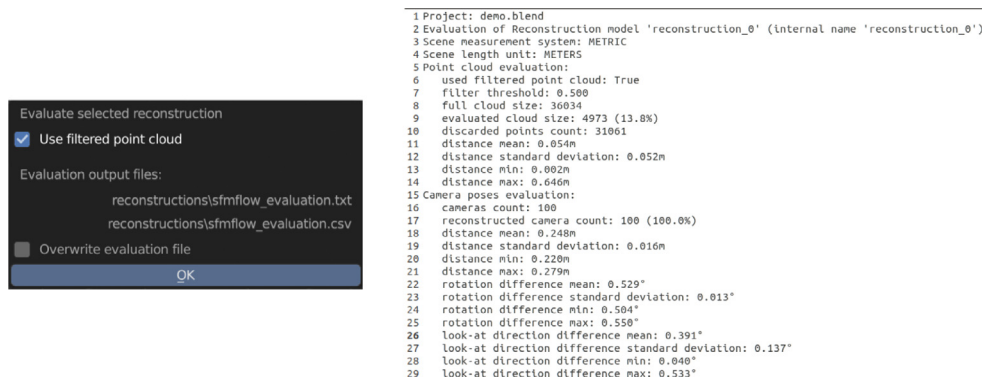 Evaluate selected reconstruction
Use filtered point cloud
Evaluation output files:
reconstructions\sfmflow_evaluation.txt
reconstructions\sfmflow_evaluation.csv
Overwrite evaluation file
OK
1 Project: demo.blend
2 Evaluation of Reconstruction model 'reconstruction_0' (internal name 'reconstruction_0')
3 Scene measurement system: METRIC
4 Scene length unit: METERS
5 Point cloud evaluation:
6 used filtered point cloud: True
7 filter threshold: 0.500
8 full cloud size: 36034
9 evaluated cloud size: 4973 (13.8%)
10 discarded points count: 31061
11 distance mean: 0.054m
12 distance standard deviation: 0.052m
13 distance min: 0.002m
14 distance max: 0.646m
15 Camera poses evaluation:
16 cameras count: 100
17 reconstructed camera count: 100 (100.0%)
18 distance mean: 0.248m
19 distance standard deviation: 0.016m
20 distance min: 0.220m
21 distance max: 0.279m
22 rotation difference mean: 0.529°
23 rotation difference standard deviation: 0.013°
24 rotation difference min: 0.504°
25 rotation difference max: 0.550°
26 look-at direction difference mean: 0.391°
27 look-at direction difference standard deviation: 0.137°
28 look-at direction difference min: 0.040°
29 look-at direction difference max: 0.533°